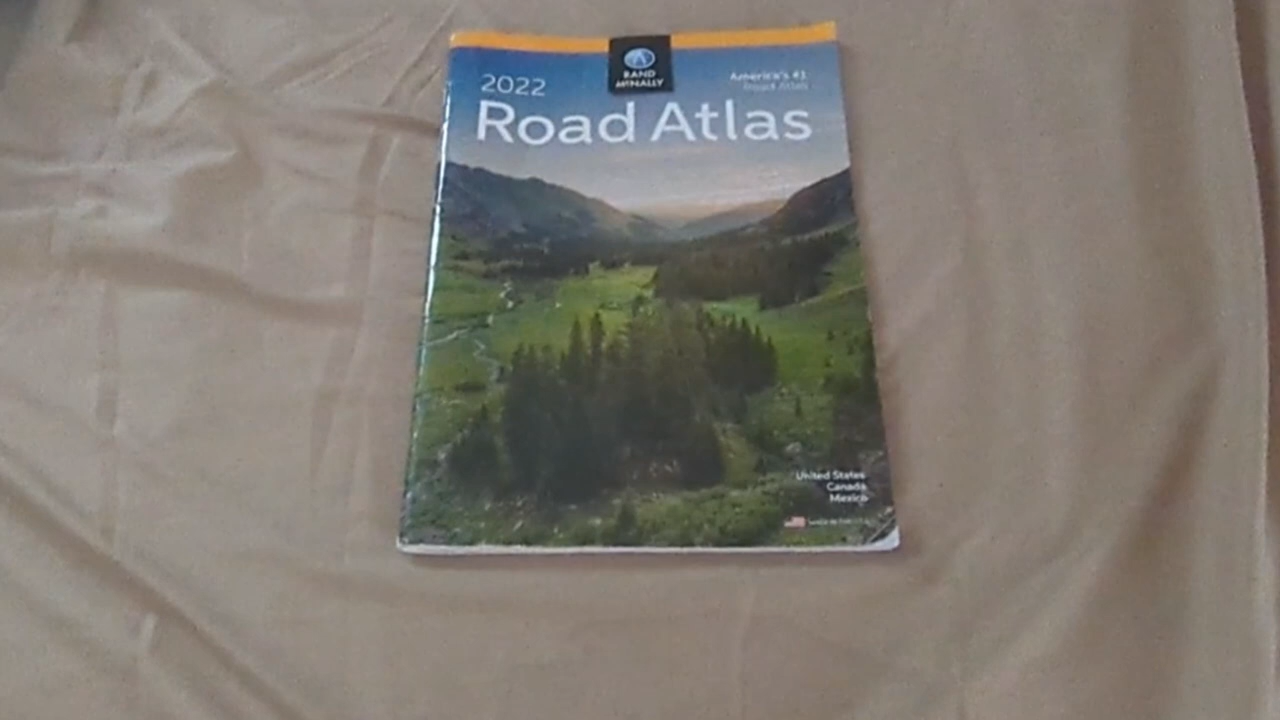 RAND
McNALLY
2022
America's #1
Road Atlas
Road Atlas
United States
Canada
Mexico